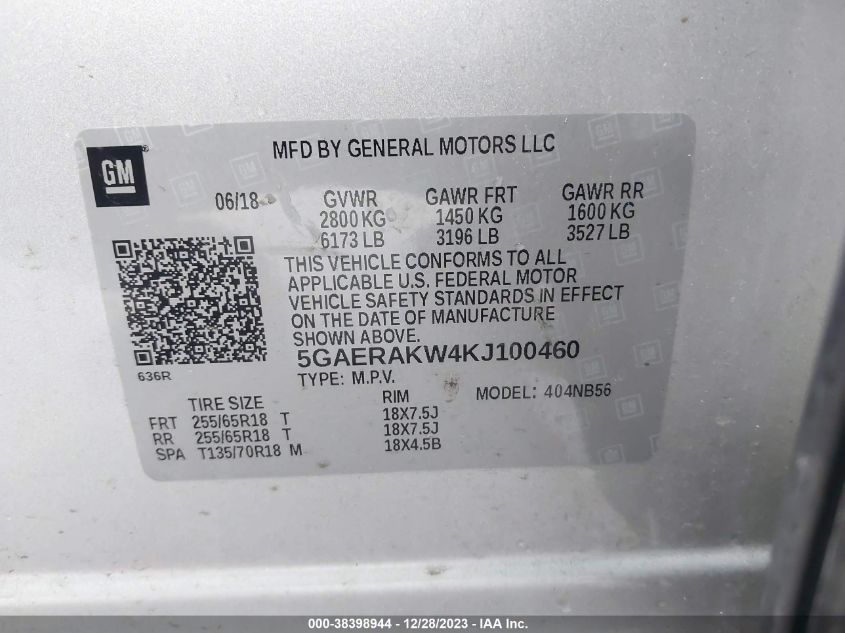 MFD BY GENERAL MOTORS LLC
GM
06/18
GVWR GAWR FRT GAWR RR
2800 KG 1450 KG 1600 KG
6173 LB 3196 LB 3527 LB
THIS VEHICLE CONFORMS TO ALL
APPLICABLE U.S. FEDERAL MOTOR
VEHICLE SAFETY STANDARDS IN EFFECT
ON THE DATE OF MANUFACTURE
SHOWN ABOVE.
5GAERAKW4KJ100460
636R
TYPE: M.P.V. MODEL: 404NB56
TIRE SIZE RIM
FRT 255/65R18 T 18X7.5J
RR 255/65R18 T 18X7.5J
SPA T135/70R18 M 18X4.5B
000-38398944 - 12/28/2023 - IAA Inc.